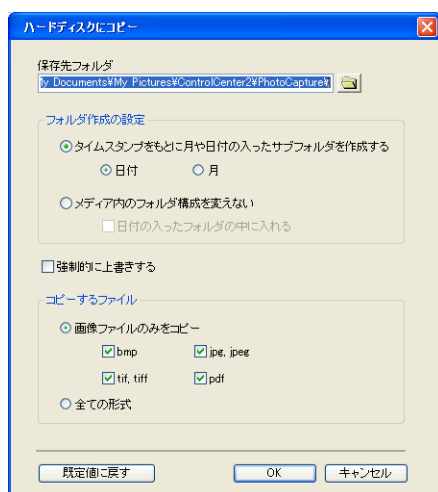 ハードディスクにコピー
保存先フォルダ
My Documents¥My Pictures¥ControlCenter2¥PhotoCapture¥
フォルダ作成の設定
タイムスタンプをもとに月や日付の入ったサブフォルダを作成する
日付 月
メディア内のフォルダ構成を変えない
日付の入ったフォルダの中に入れる
強制的に上書きする
コピーするファイル
画像ファイルのみをコピー
bmp jpg, jpeg
tif, tiff pdf
全ての形式
既定値に戻す OK キャンセル